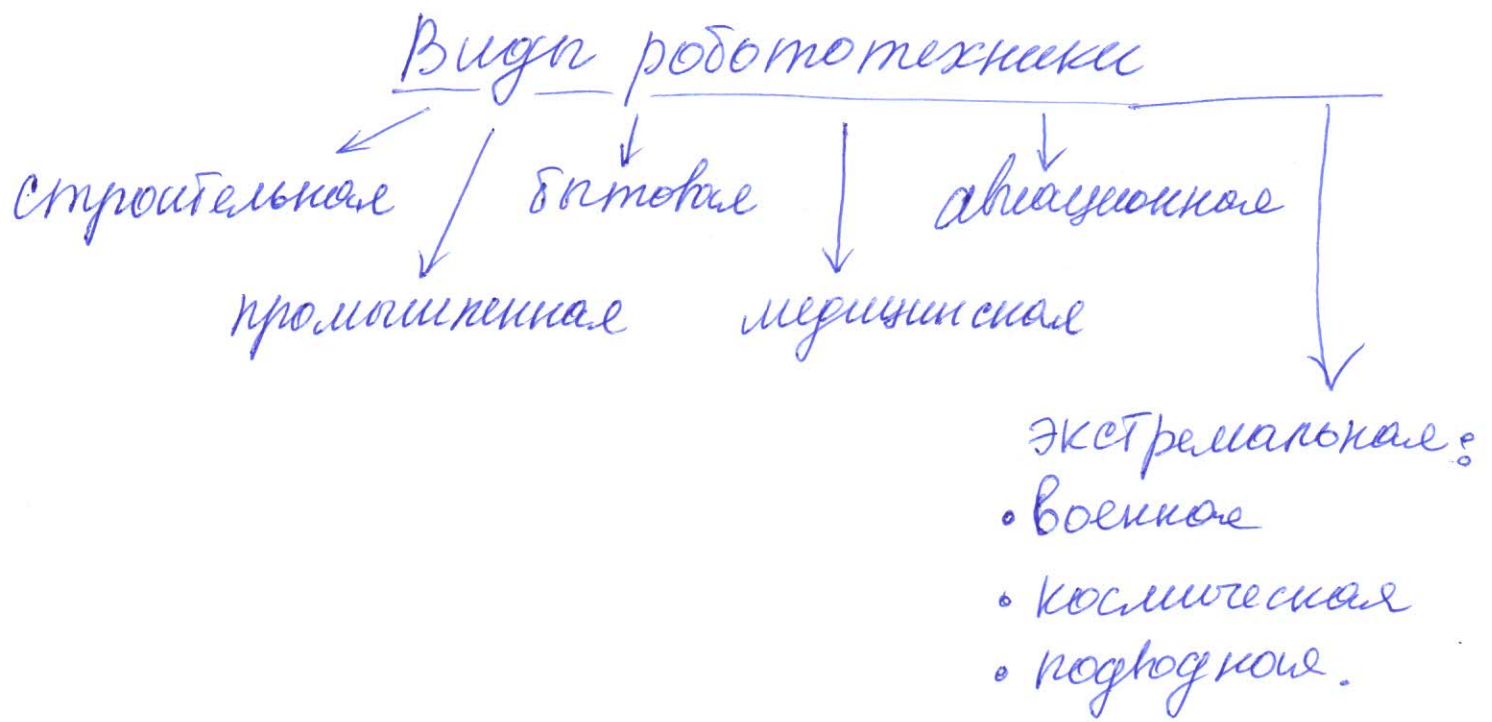 Виды робототехники
строительная бытовая авиационная
промышленная медицинская
экстремальная:
• военная
• космическая
• подводная.